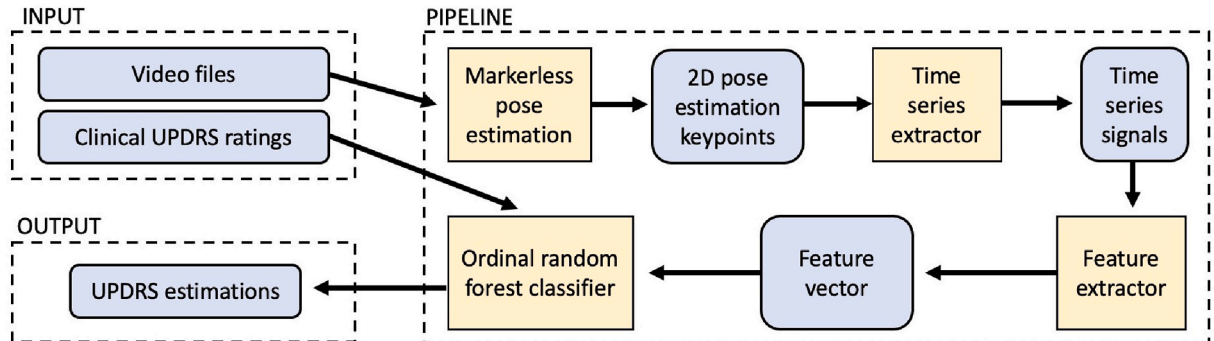 INPUT
Video files
Clinical UPDRS ratings
PIPELINE
Markerless
pose
estimation
2D pose
estimation
keypoints
Time
series
extractor
Time
series
signals
OUTPUT
UPDRS estimations
Ordinal random
forest classifier
Feature
vector
Feature
extractor